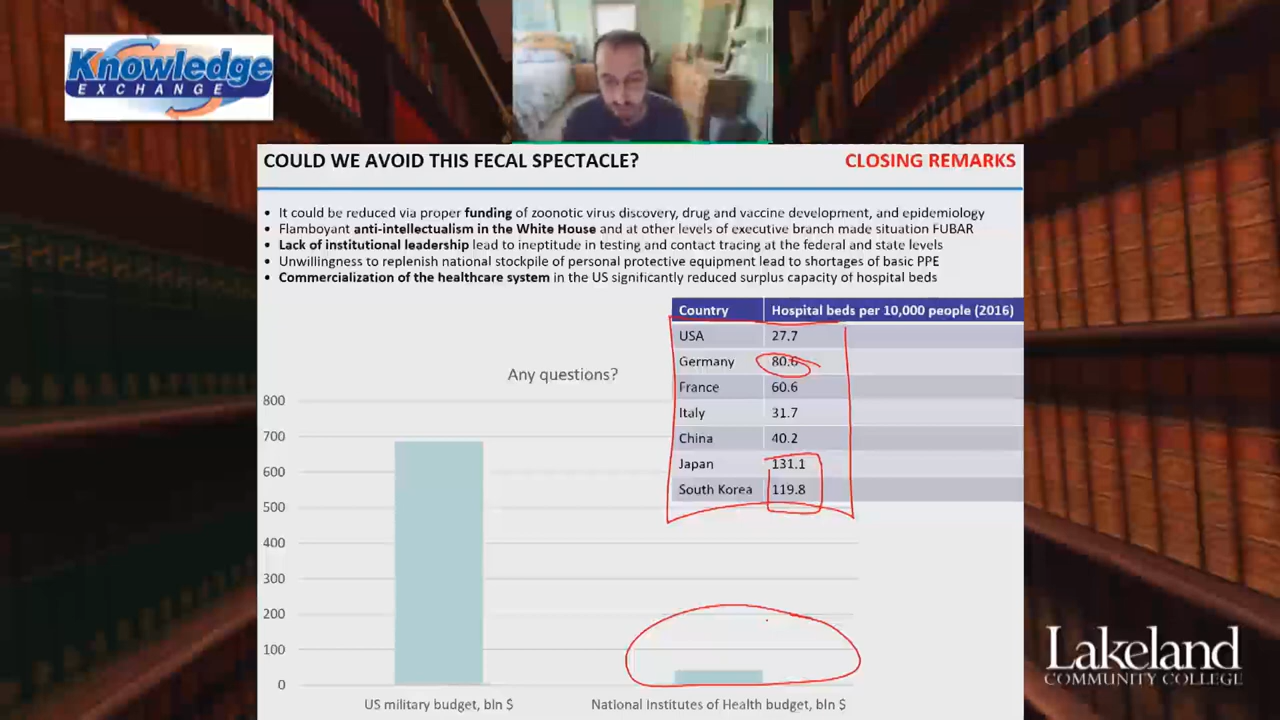 Knowledge
EXCHANGE
COULD WE AVOID THIS FECAL SPECTACLE?
CLOSING REMARKS
• It could be reduced via proper funding of zoonotic virus discovery, drug and vaccine development, and epidemiology
• Flamboyant anti-intellectualism in the White House and at other levels of executive branch made situation FUBAR
• Lack of institutional leadership lead to ineptitude in testing and contact tracing at the federal and state levels
• Unwillingness to replenish national stockpile of personal protective equipment lead to shortages of basic PPE
• Commercialization of the healthcare system in the US significantly reduced surplus capacity of hospital beds
Country Hospital beds per 10,000 people (2016)
USA 27.7
Germany 80.6
France 60.6
Italy 31.7
China 40.2
Japan 131.1
South Korea 119.8
Any questions?
800
700
600
500
400
300
200
100
0
US military budget, bln $
National Institutes of Health budget, bln $
Lakeland
COMMUNITY COLLEGE